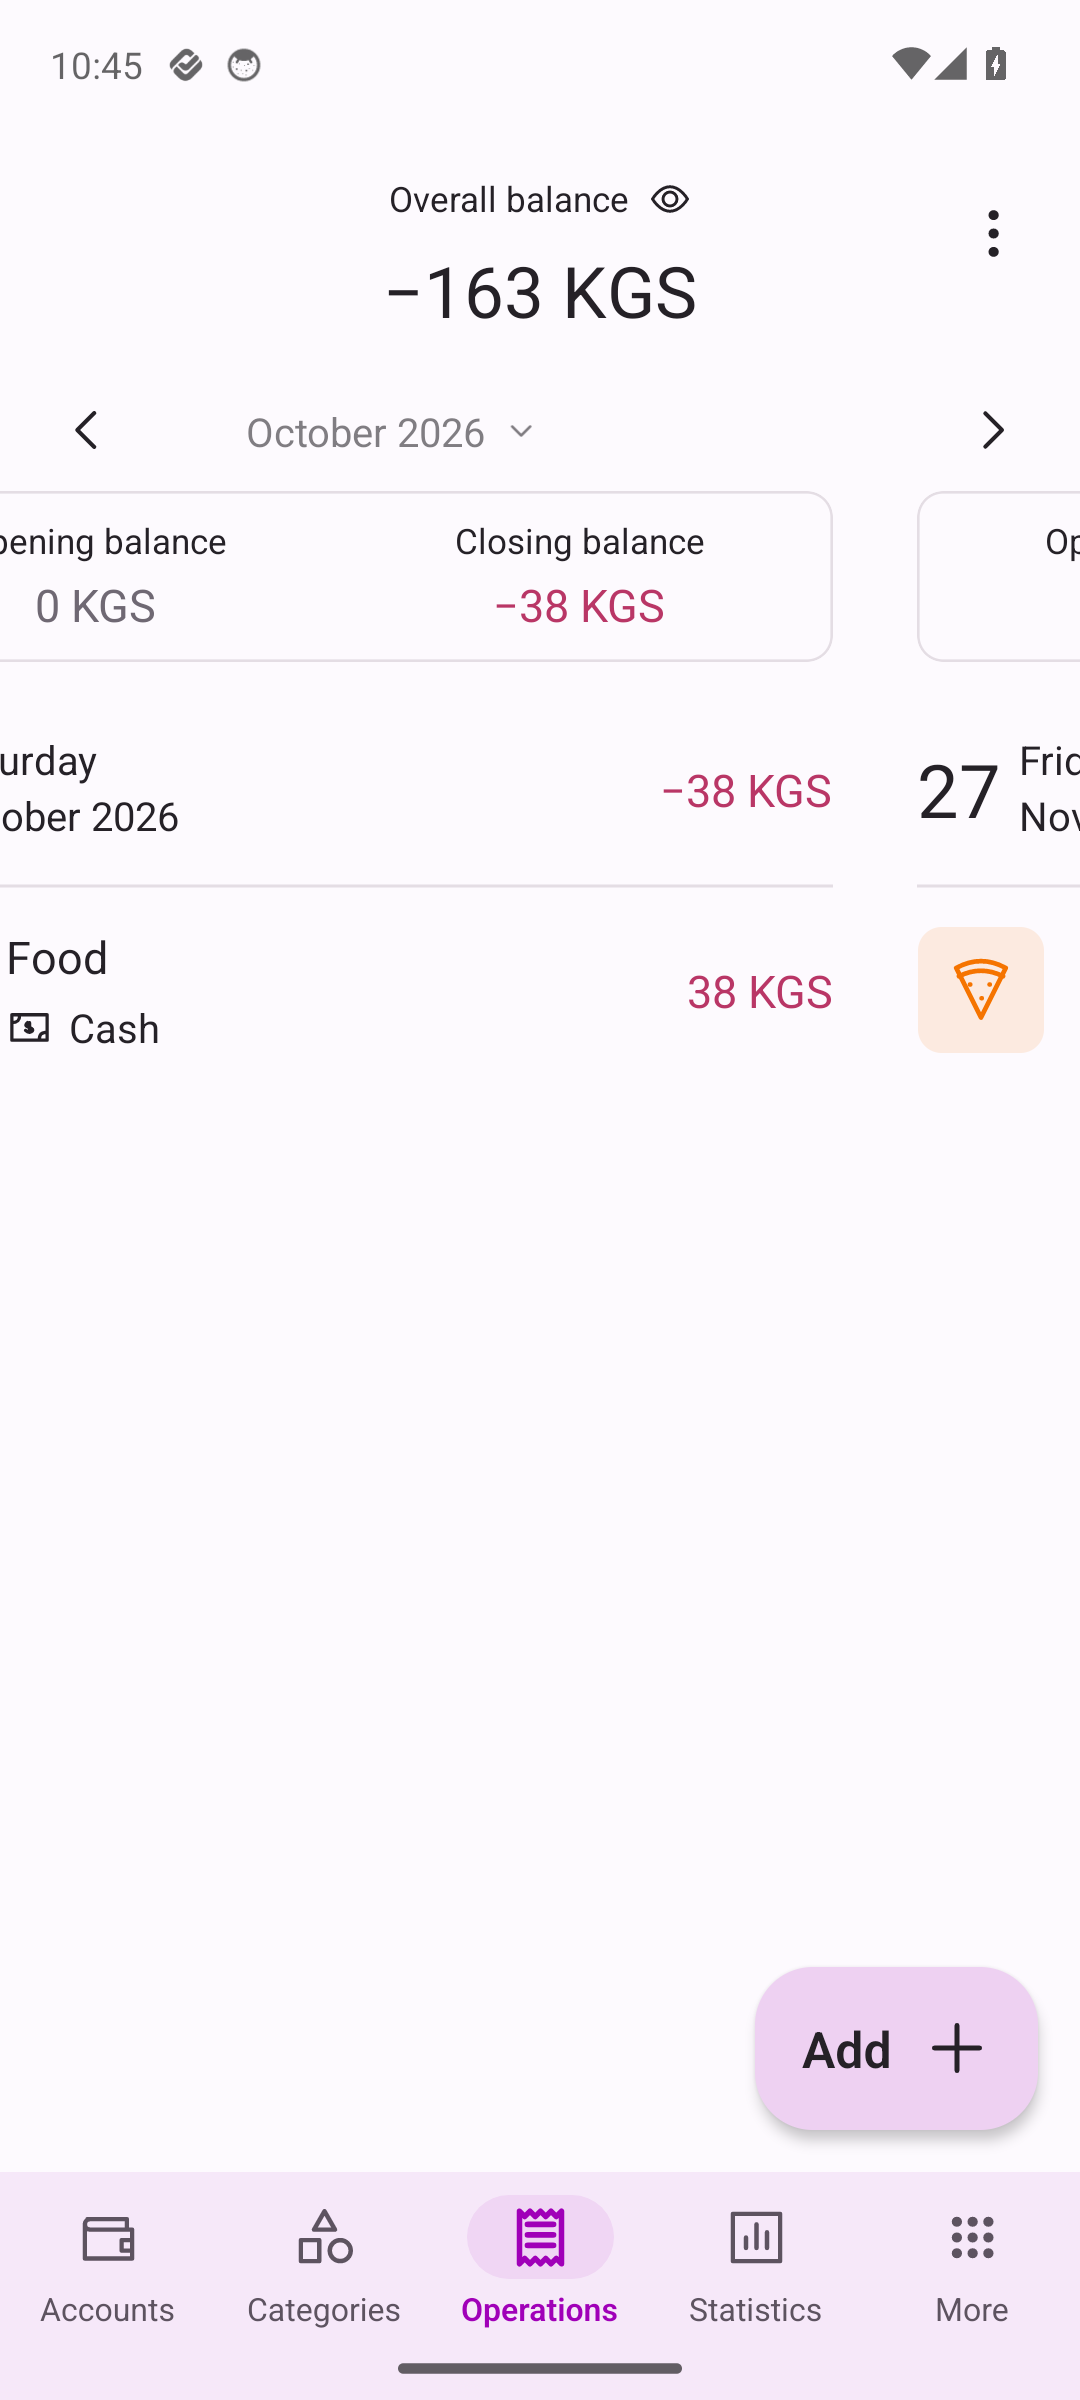 10:45
Overall balance
−163 KGS
October 2026
pening balance
Closing balance
Op
0 KGS
−38 KGS
urday
ober 2026
−38 KGS
27
Frid
Nov
Food
Cash
38 KGS
Add
Accounts
Categories
Operations
Statistics
More